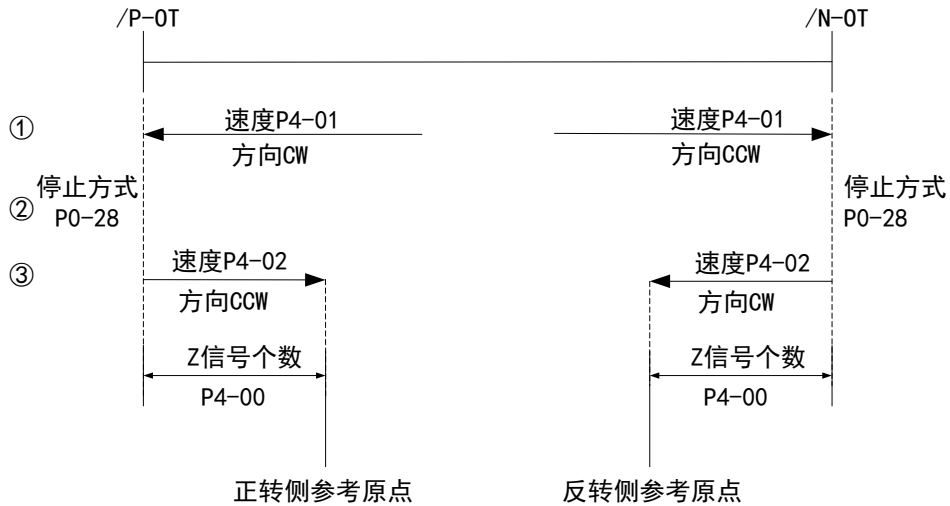 /P-OT
/N-OT
① 速度P4-01 速度P4-01
方向CW 方向CCW
停止方式 停止方式
② P0-28 P0-28
③ 速度P4-02 速度P4-02
方向CCW 方向CW
Z信号个数 Z信号个数
P4-00 P4-00
正转侧参考原点 反转侧参考原点